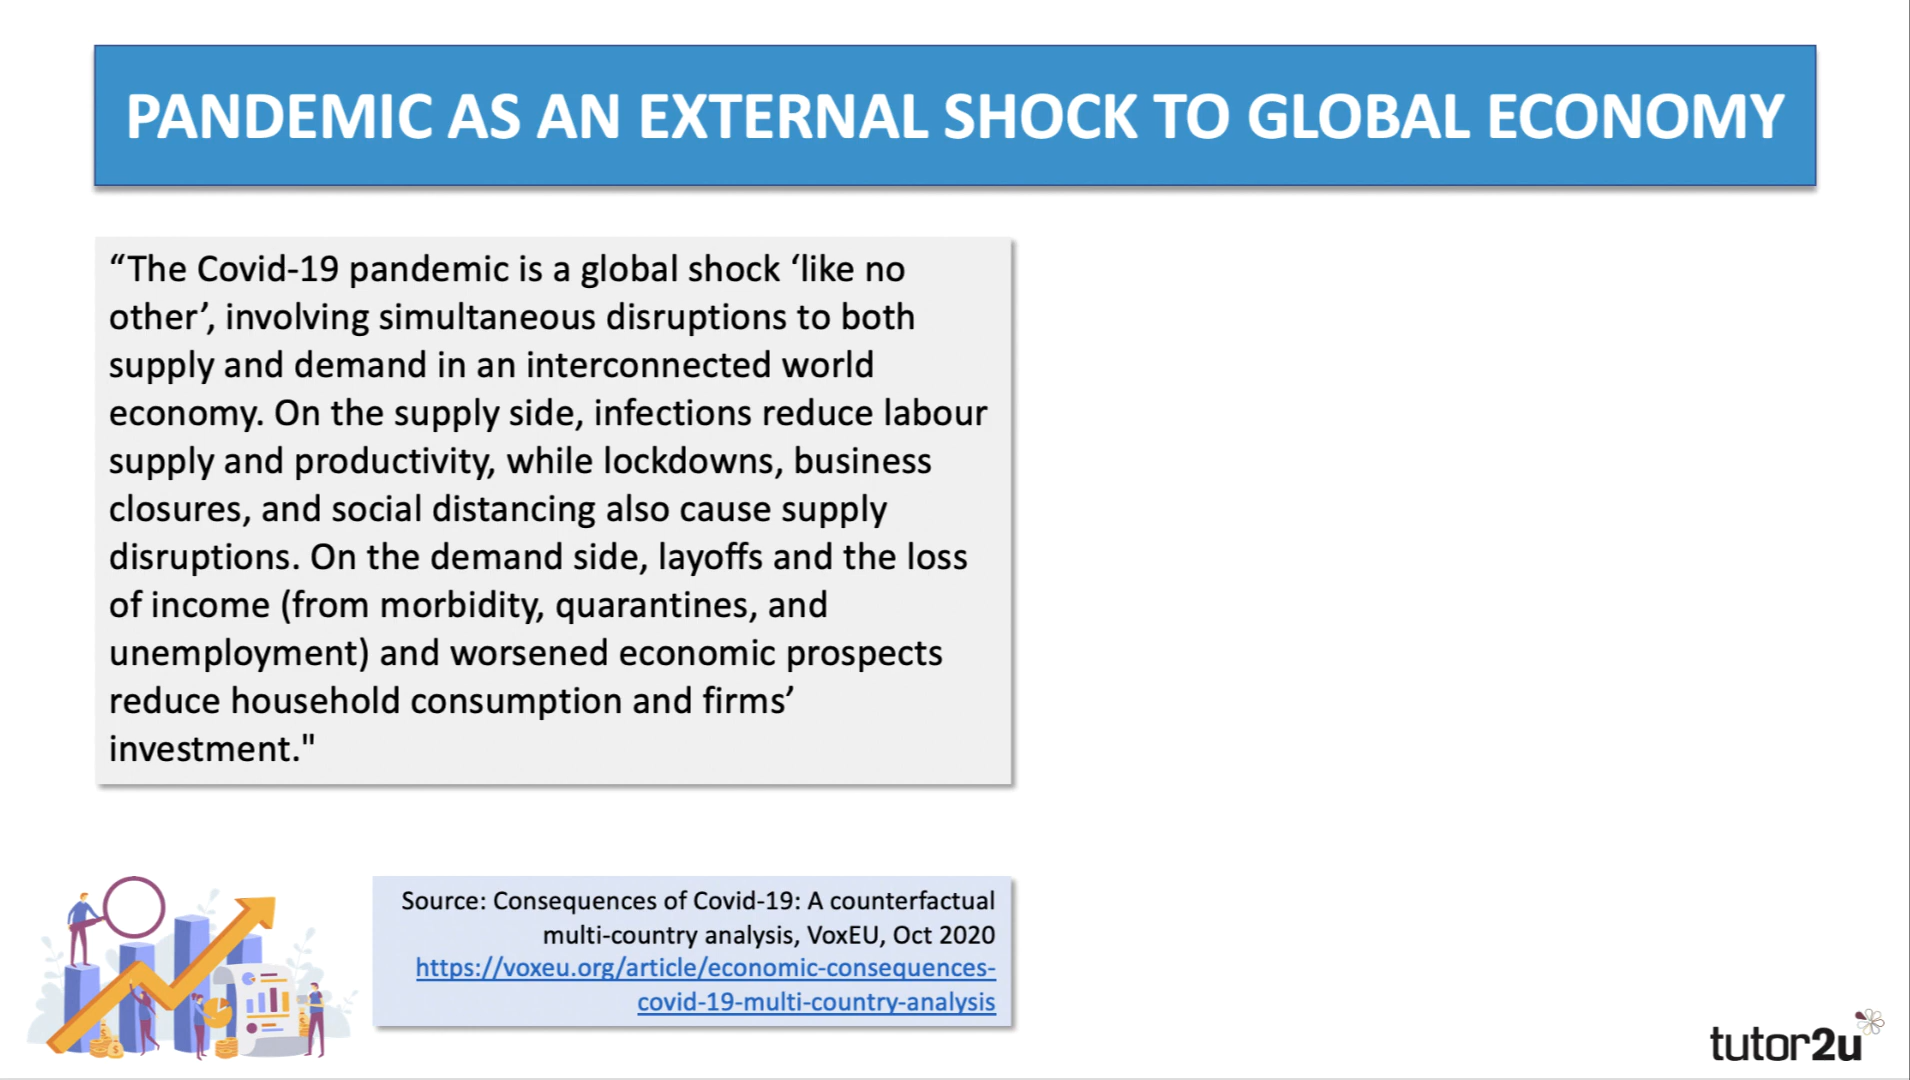 PANDEMIC AS AN EXTERNAL SHOCK TO GLOBAL ECONOMY
“The Covid-19 pandemic is a global shock ‘like no
other’, involving simultaneous disruptions to both
supply and demand in an interconnected world
economy. On the supply side, infections reduce labour
supply and productivity, while lockdowns, business
closures, and social distancing also cause supply
disruptions. On the demand side, layoffs and the loss
of income (from morbidity, quarantines, and
unemployment) and worsened economic prospects
reduce household consumption and firms’
investment."
Source: Consequences of Covid-19: A counterfactual
multi-country analysis, VoxEU, Oct 2020
https://voxeu.org/article/economic-consequences-
covid-19-multi-country-analysis
tutor2u